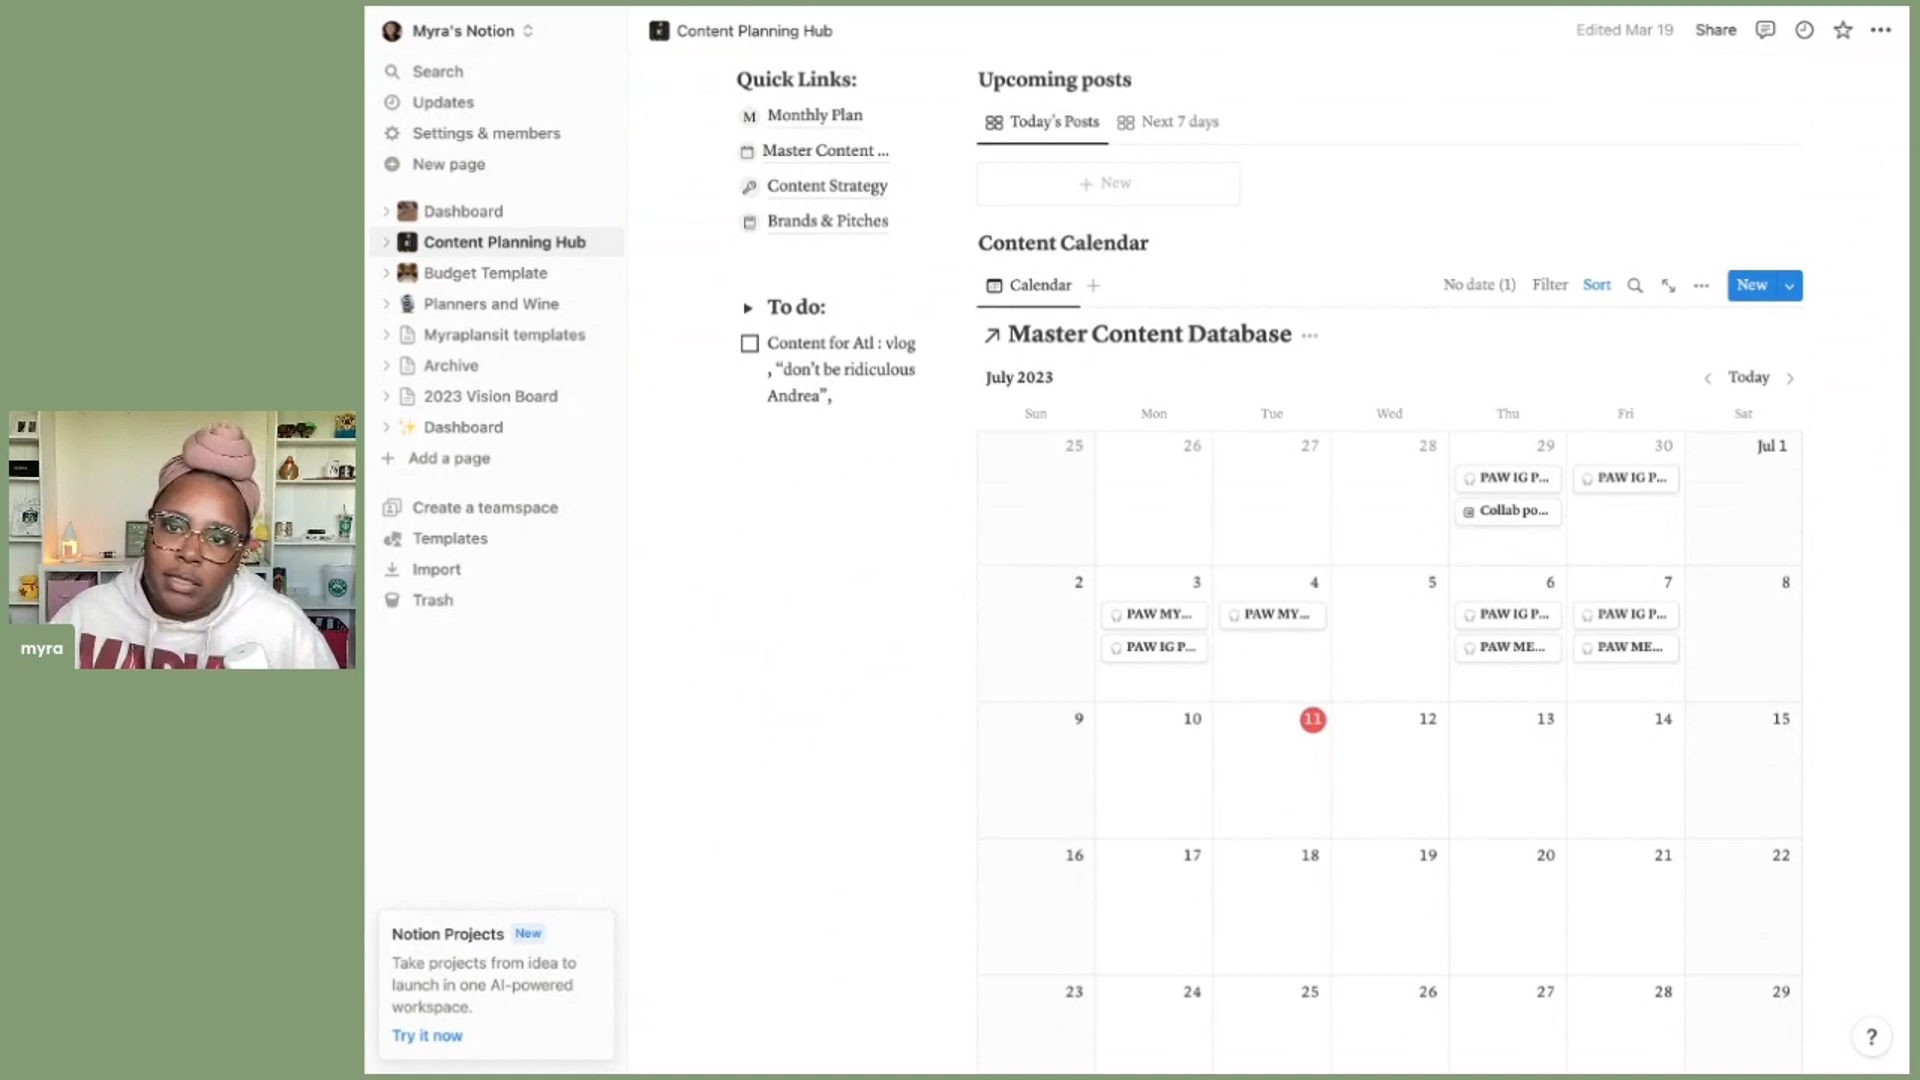 Myra's Notion
Search
Updates
Settings & members
New page
Dashboard
Content Planning Hub
Budget Template
Planners and Wine
Myraplansit templates
Archive
2023 Vision Board
Dashboard
Add a page
Create a teamspace
Templates
Import
Trash
Notion Projects New
Take projects from idea to
launch in one AI-powered
workspace.
Try it now
myra
Content Planning Hub
Edited Mar 19 Share
Quick Links:
M Monthly Plan
Master Content ...
Content Strategy
Brands & Pitches
To do:
Content for Atl : vlog
, “don’t be ridiculous
Andrea”,
Upcoming posts
Today's Posts Next 7 days
+ New
Content Calendar
Calendar +
No date (1) Filter Sort New
Master Content Database
July 2023 Today
Sun Mon Tue Wed Thu Fri Sat
25 26 27 28 29 30 Jul 1
PAW IG P... PAW IG P...
Collab po...
2 3 4 5 6 7 8
PAW MY... PAW MY... PAW IG P... PAW IG P...
PAW IG P... PAW ME... PAW ME...
9 10 11 12 13 14 15
16 17 18 19 20 21 22
23 24 25 26 27 28 29
?